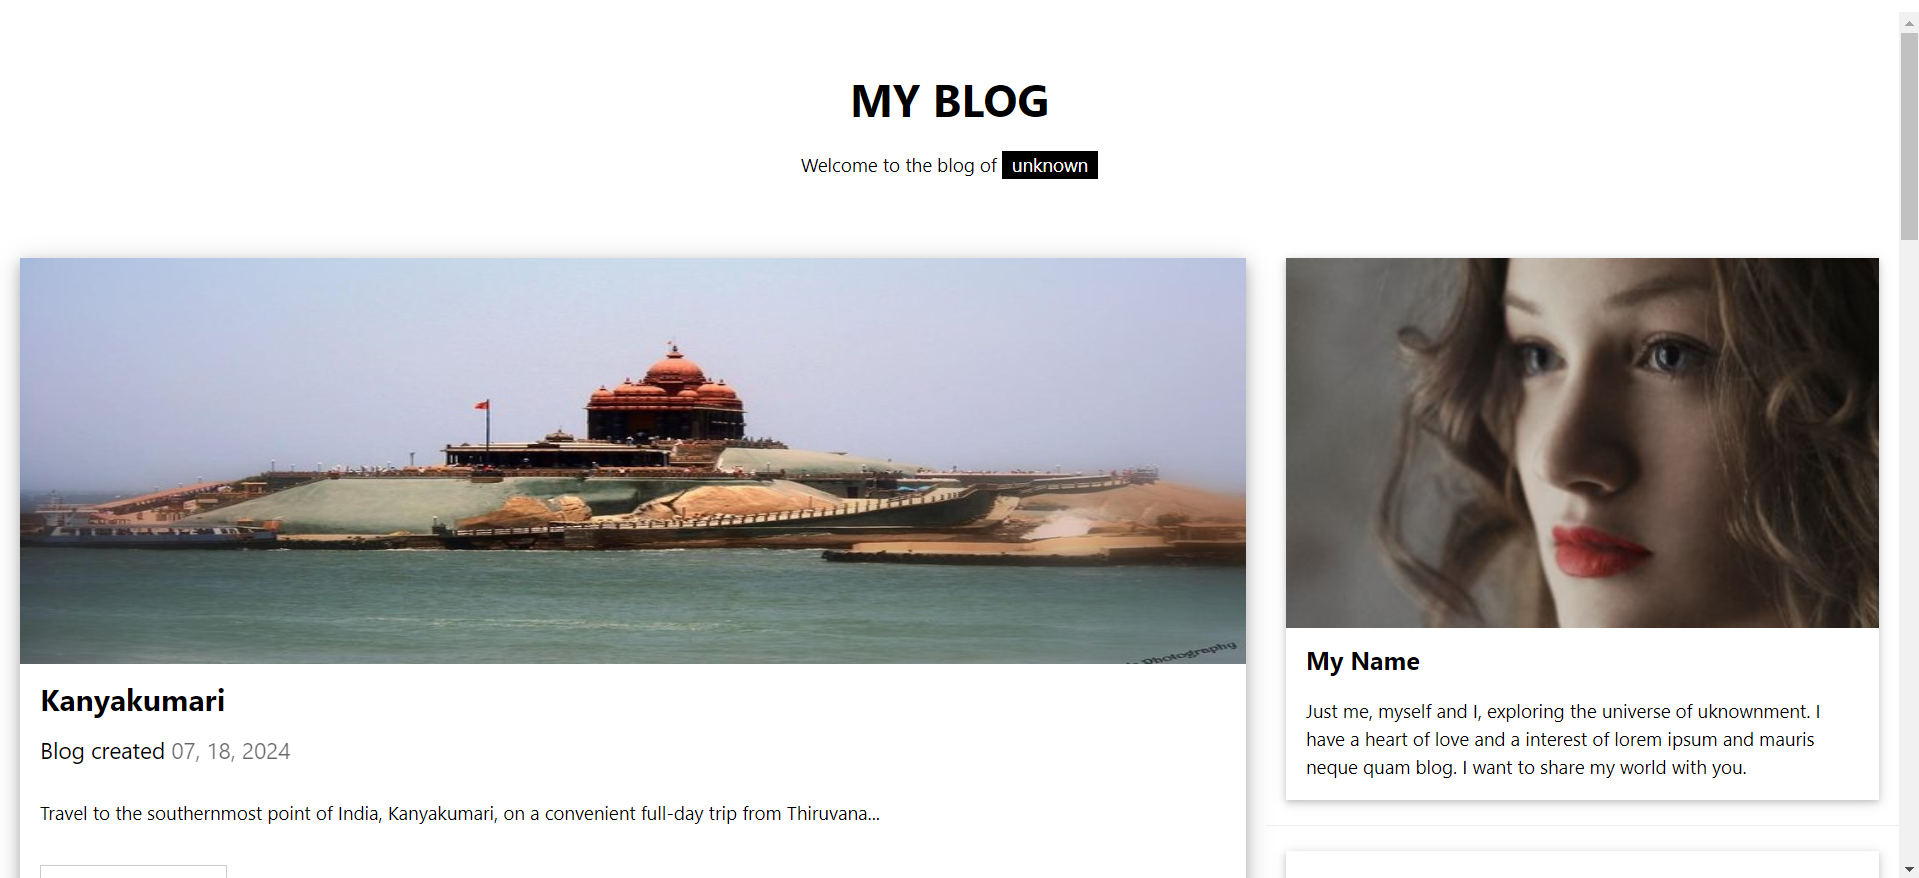 MY BLOG
Welcome to the blog of unknown
Photography
Kanyakumari
Blog created 07, 18, 2024
Travel to the southernmost point of India, Kanyakumari, on a convenient full-day trip from Thiruvana...
My Name
Just me, myself and I, exploring the universe of uknownment. I
have a heart of love and a interest of lorem ipsum and mauris
neque quam blog. I want to share my world with you.